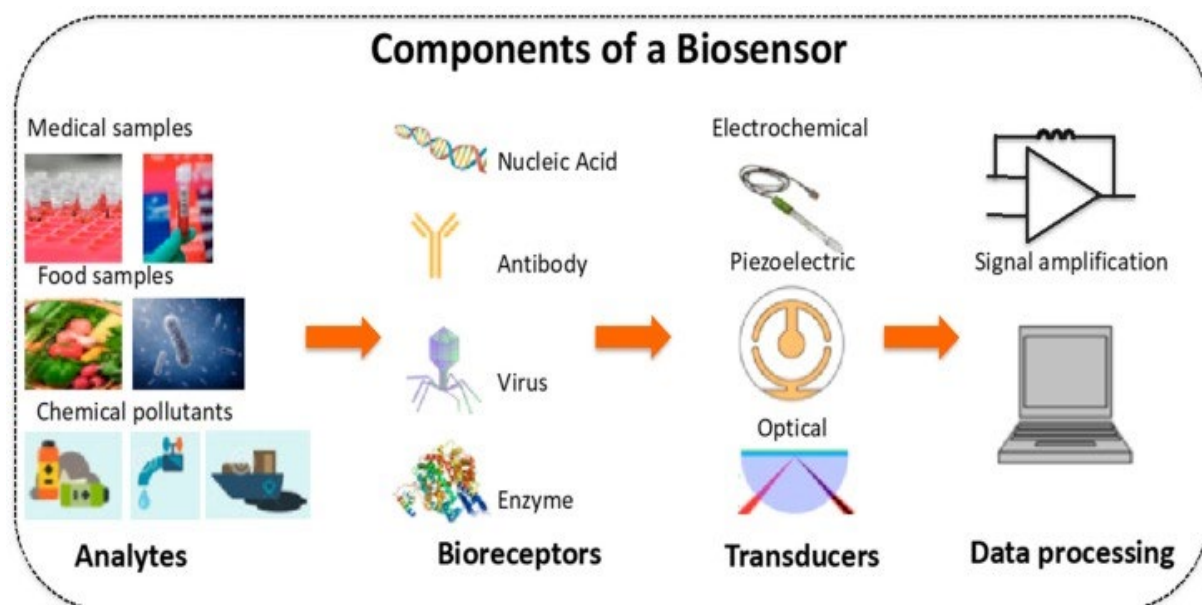 Components of a Biosensor
Medical samples
Food samples
Chemical pollutants
Analytes
Nucleic Acid
Antibody
Virus
Enzyme
Bioreceptors
Electrochemical
Piezoelectric
Optical
Transducers
Signal amplification
Data processing